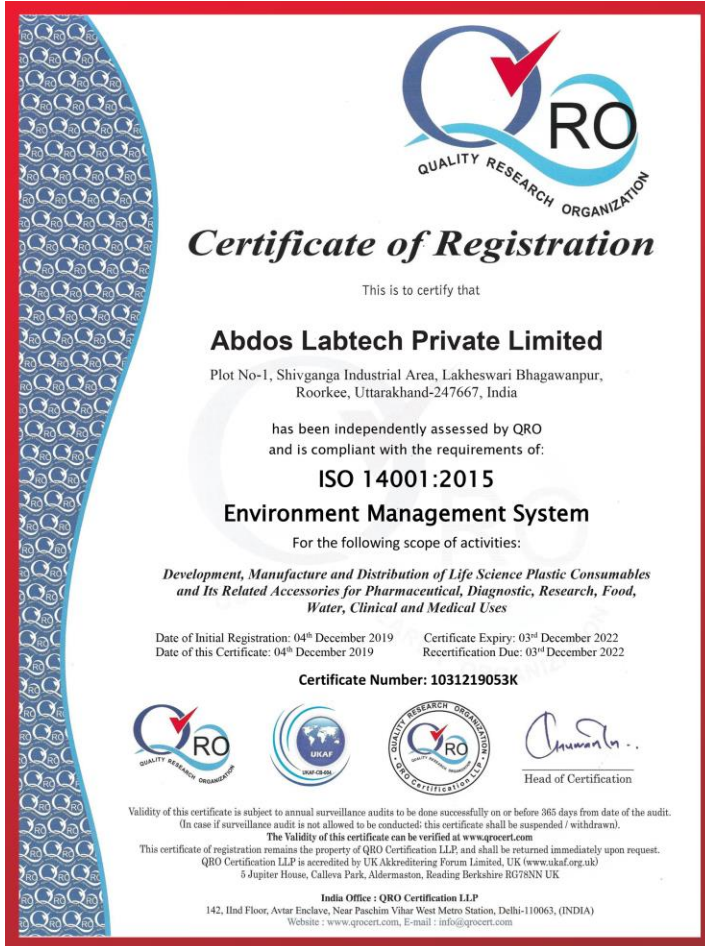 QRO
QUALITY RESEARCH ORGANIZATION
Certificate of Registration
This is to certify that
Abdos Labtech Private Limited
Plot No-1, Shivganga Industrial Area, Lakheswari Bhagawanpur,
Roorkee, Uttarakhand-247667, India
has been independently assessed by QRO
and is compliant with the requirements of:
ISO 14001:2015
Environment Management System
For the following scope of activities:
Development, Manufacture and Distribution of Life Science Plastic Consumables
and Its Related Accessories for Pharmaceutical, Diagnostic, Research, Food,
Water, Clinical and Medical Uses
Date of Initial Registration: 04th December 2019 Certificate Expiry: 03rd December 2022
Date of this Certificate: 04th December 2019 Recertification Due: 03rd December 2022
Certificate Number: 1031219053K
QRO
QUALITY RESEARCH ORGANIZATION
UKAF
QUALITY RESEARCH ORGANIZATION
QRO
QRO Certification LLP
Head of Certification
Validity of this certificate is subject to annual surveillance audits to be done successfully on or before 365 days from date of the audit.
(In case if surveillance audit is not allowed to be conducted; this certificate shall be suspended / withdrawn).
The Validity of this certificate can be verified at www.qrocert.com
This certificate of registration remains the property of QRO Certification LLP, and shall be returned immediately upon request.
QRO Certification LLP is accredited by UK Akkreditering Forum Limited, UK (www.ukaf.org.uk)
5 Jupiter House, Calleva Park, Aldermaston, Reading Berkshire RG78NN UK
India Office : QRO Certification LLP
142, IInd Floor, Avtar Enclave, Near Paschim Vihar West Metro Station, Delhi-110063, (INDIA)
Website : www.qrocert.com, E-mail : info@qrocert.com